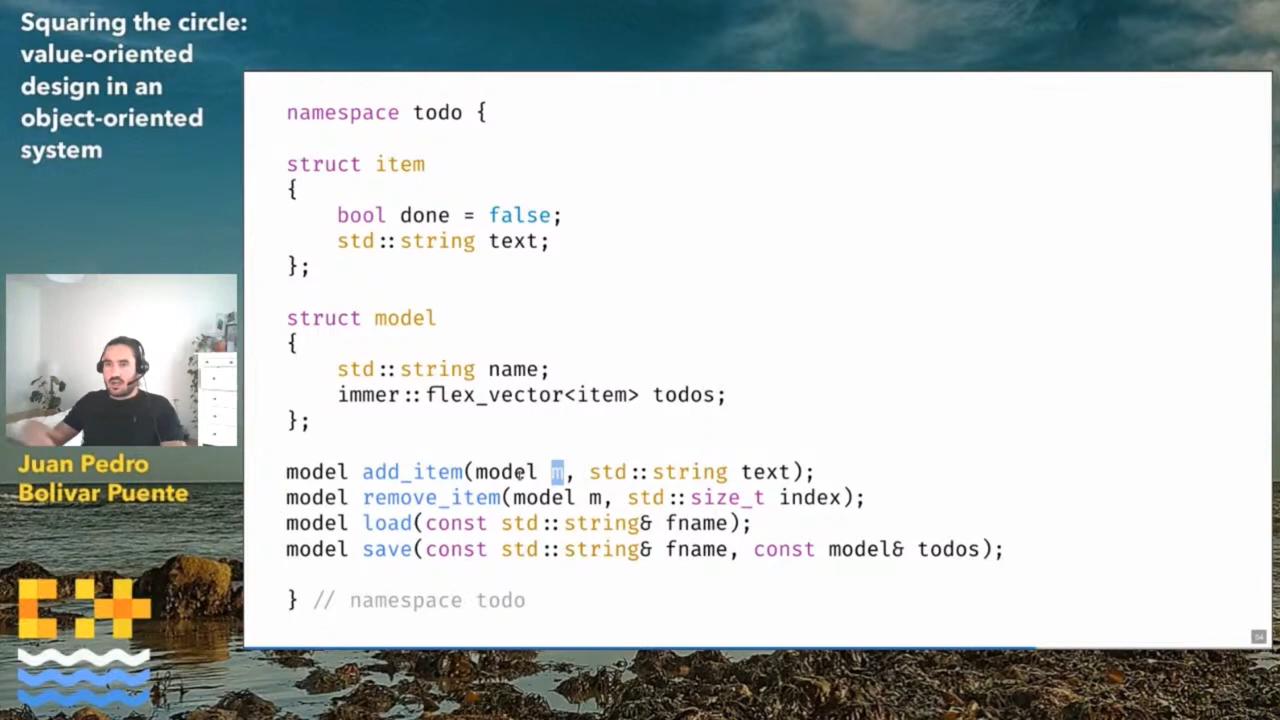 Squaring the circle:
value-oriented
design in an
object-oriented
system
namespace todo {
struct item
{
bool done = false;
std::string text;
};
struct model
{
std::string name;
immer::flex_vector<item> todos;
};
model add_item(model m, std::string text);
model remove_item(model m, std::size_t index);
model load(const std::string& fname);
model save(const std::string& fname, const model& todos);
} // namespace todo
Juan Pedro
Bolivar Puente
C++